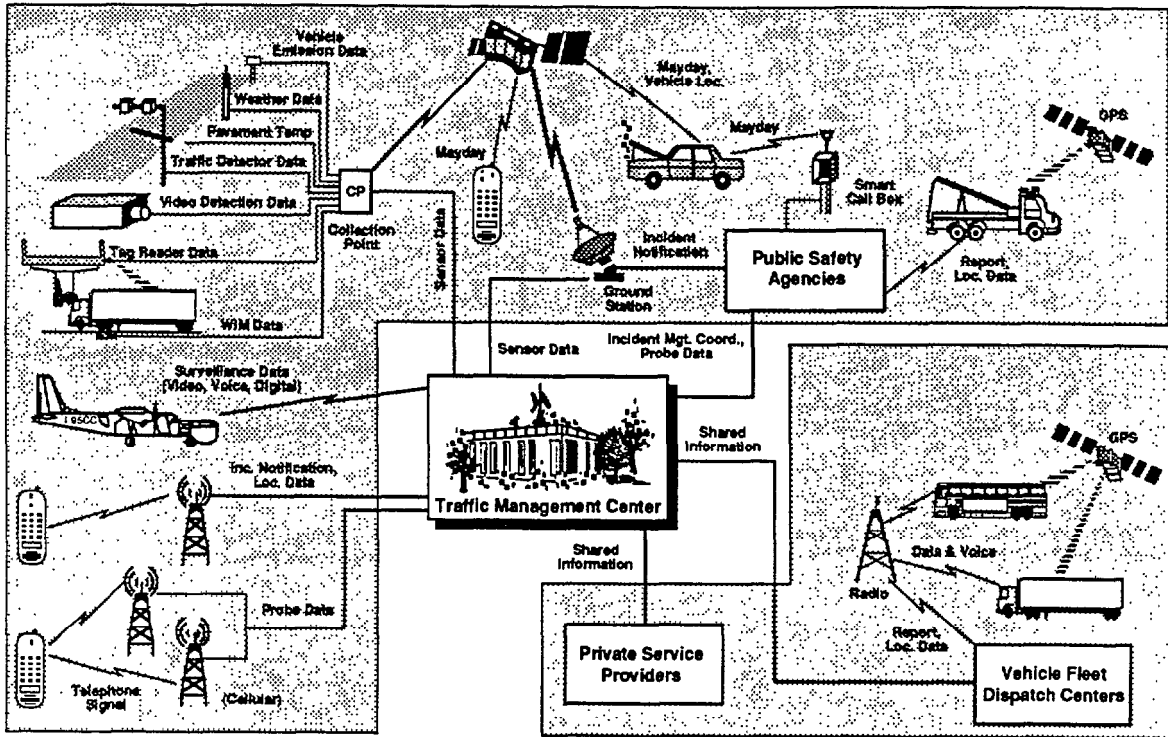 Vehicle
Emission Data
Weather Data
Pavement Temp
Traffic Detector Data
Video Detection Data
Tag Reader Data
WIM Data
CP
Collection
Point
Sensor Data
Mayday
Mayday,
Vehicle Loc.
Mayday
Smart
Call Box
GPS
Incident
Notification
Ground
Station
Public Safety
Agencies
Report,
Loc. Data
Sensor Data
Incident Mgt. Coord.,
Probe Data
Surveillance Data
(Video, Voice, Digital)
I 95CC
Traffic Management Center
Shared
Information
Inc. Notification,
Loc. Data
Shared
Information
Probe Data
Telephone
Signal
(Cellular)
Private Service
Providers
GPS
Data & Voice
Radio
Report,
Loc. Data
Vehicle Fleet
Dispatch Centers